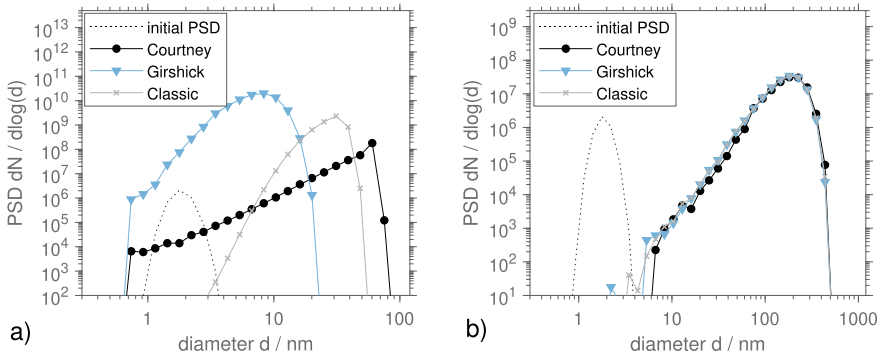 10^13
10^12
10^11
10^10
10^9
10^8
10^7
10^6
10^5
10^4
10^3
10^2
PSD dN / dlog(d)
initial PSD
Courtney
Girshick
Classic
1
10
100
diameter d / nm
a)
10^9
10^8
10^7
10^6
10^5
10^4
10^3
10^2
10^1
PSD dN / dlog(d)
initial PSD
Courtney
Girshick
Classic
1
10
100
1000
diameter d / nm
b)